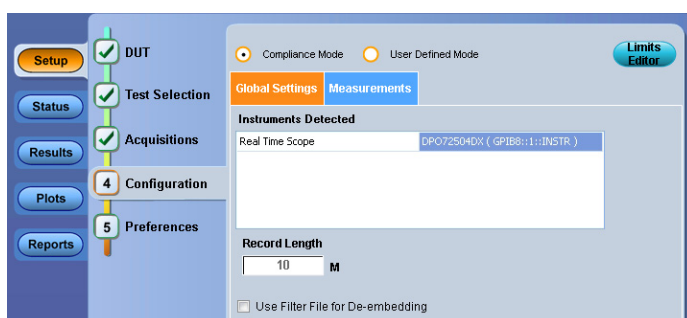 Setup
Status
Results
Plots
Reports
DUT
Test Selection
Acquisitions
4 Configuration
5 Preferences
Compliance Mode
User Defined Mode
Limits
Editor
Global Settings
Measurements
Instruments Detected
Real Time Scope
DPO72504DX ( GPIB8::1::INSTR )
Record Length
10 M
Use Filter File for De-embedding